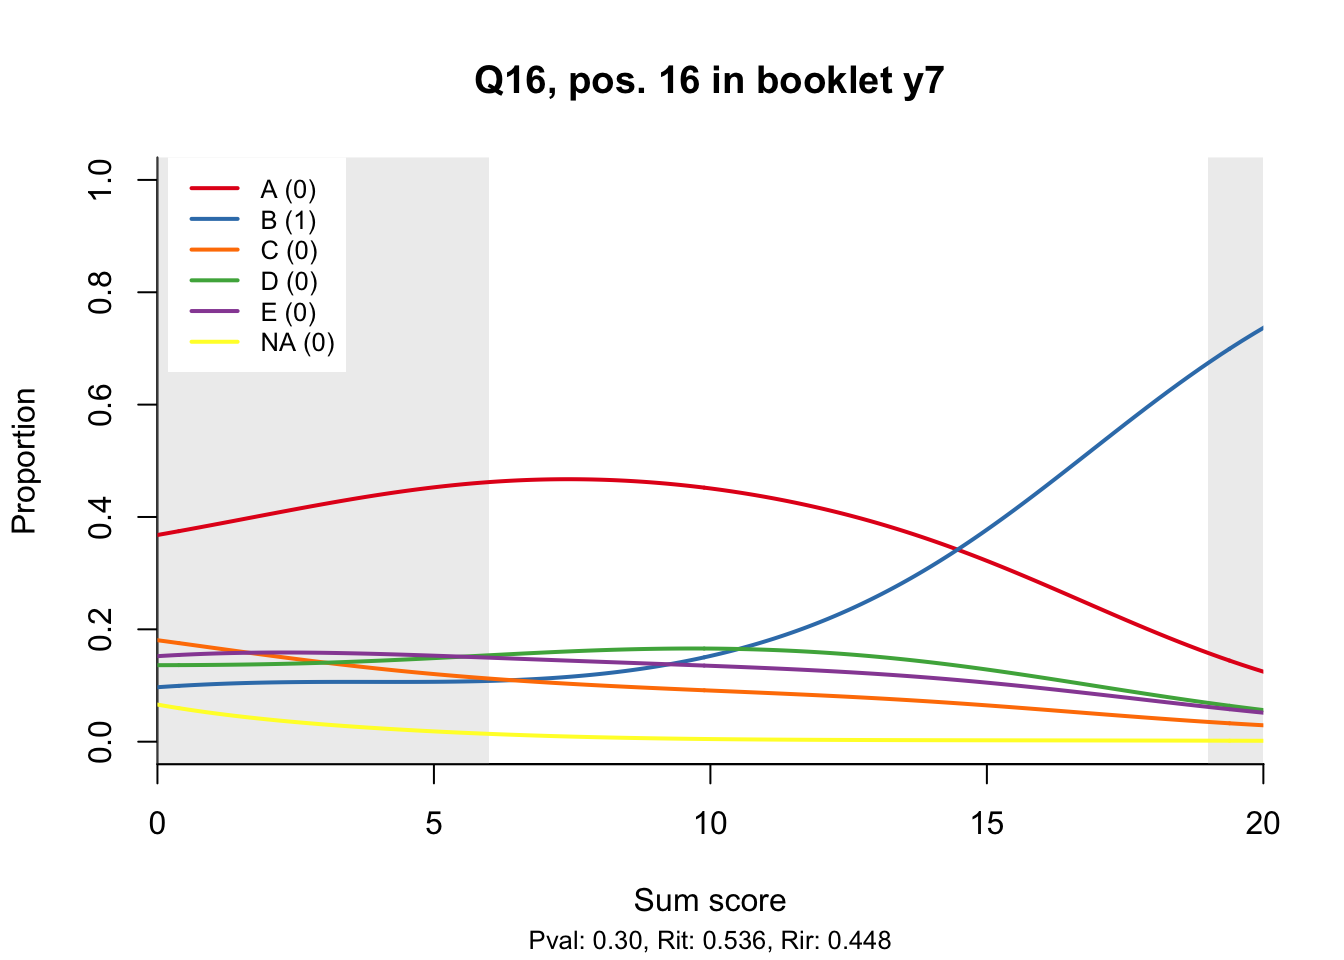 Q16, pos. 16 in booklet y7
A (0)
B (1)
C (0)
D (0)
E (0)
NA (0)
1.0
0.8
0.6
0.4
0.2
0.0
Proportion
0 5 10 15 20
Sum score
Pval: 0.30, Rit: 0.536, Rir: 0.448